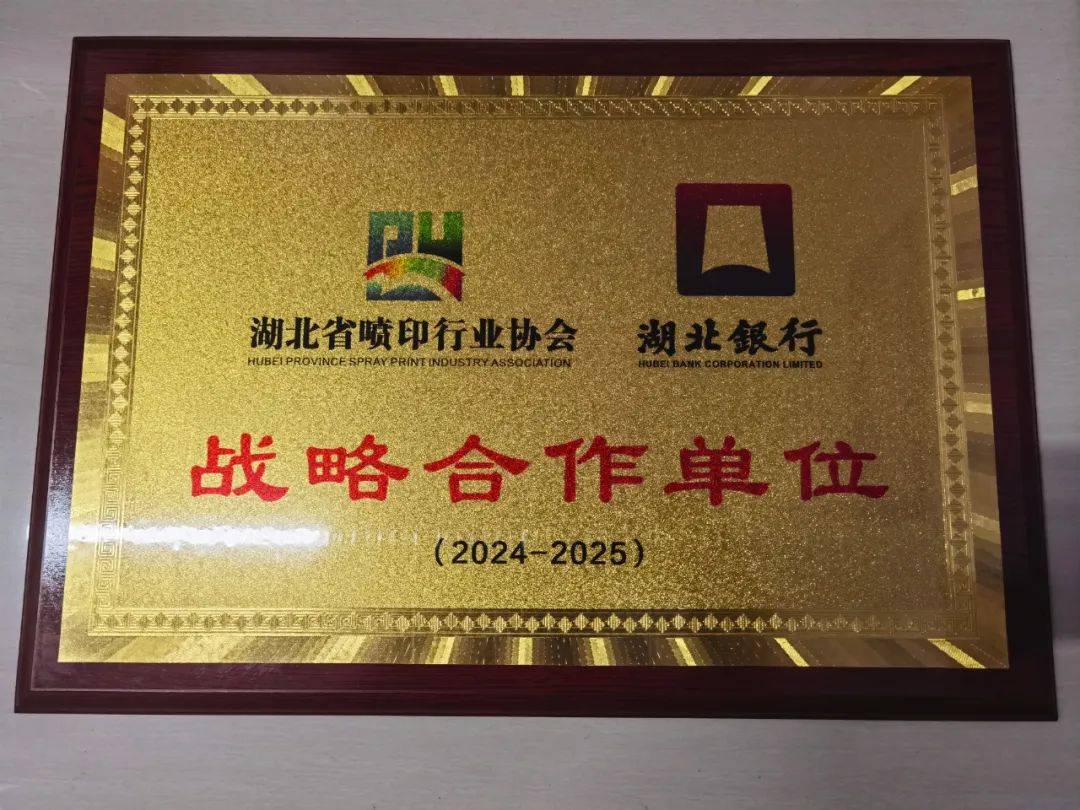 湖北省喷印行业协会
HUBEI PROVINCE SPRAY PRINT INDUSTRY ASSOCIATION
湖北銀行
HUBEI BANK CORPORATION LIMITED
战略合作单位
（2024-2025）